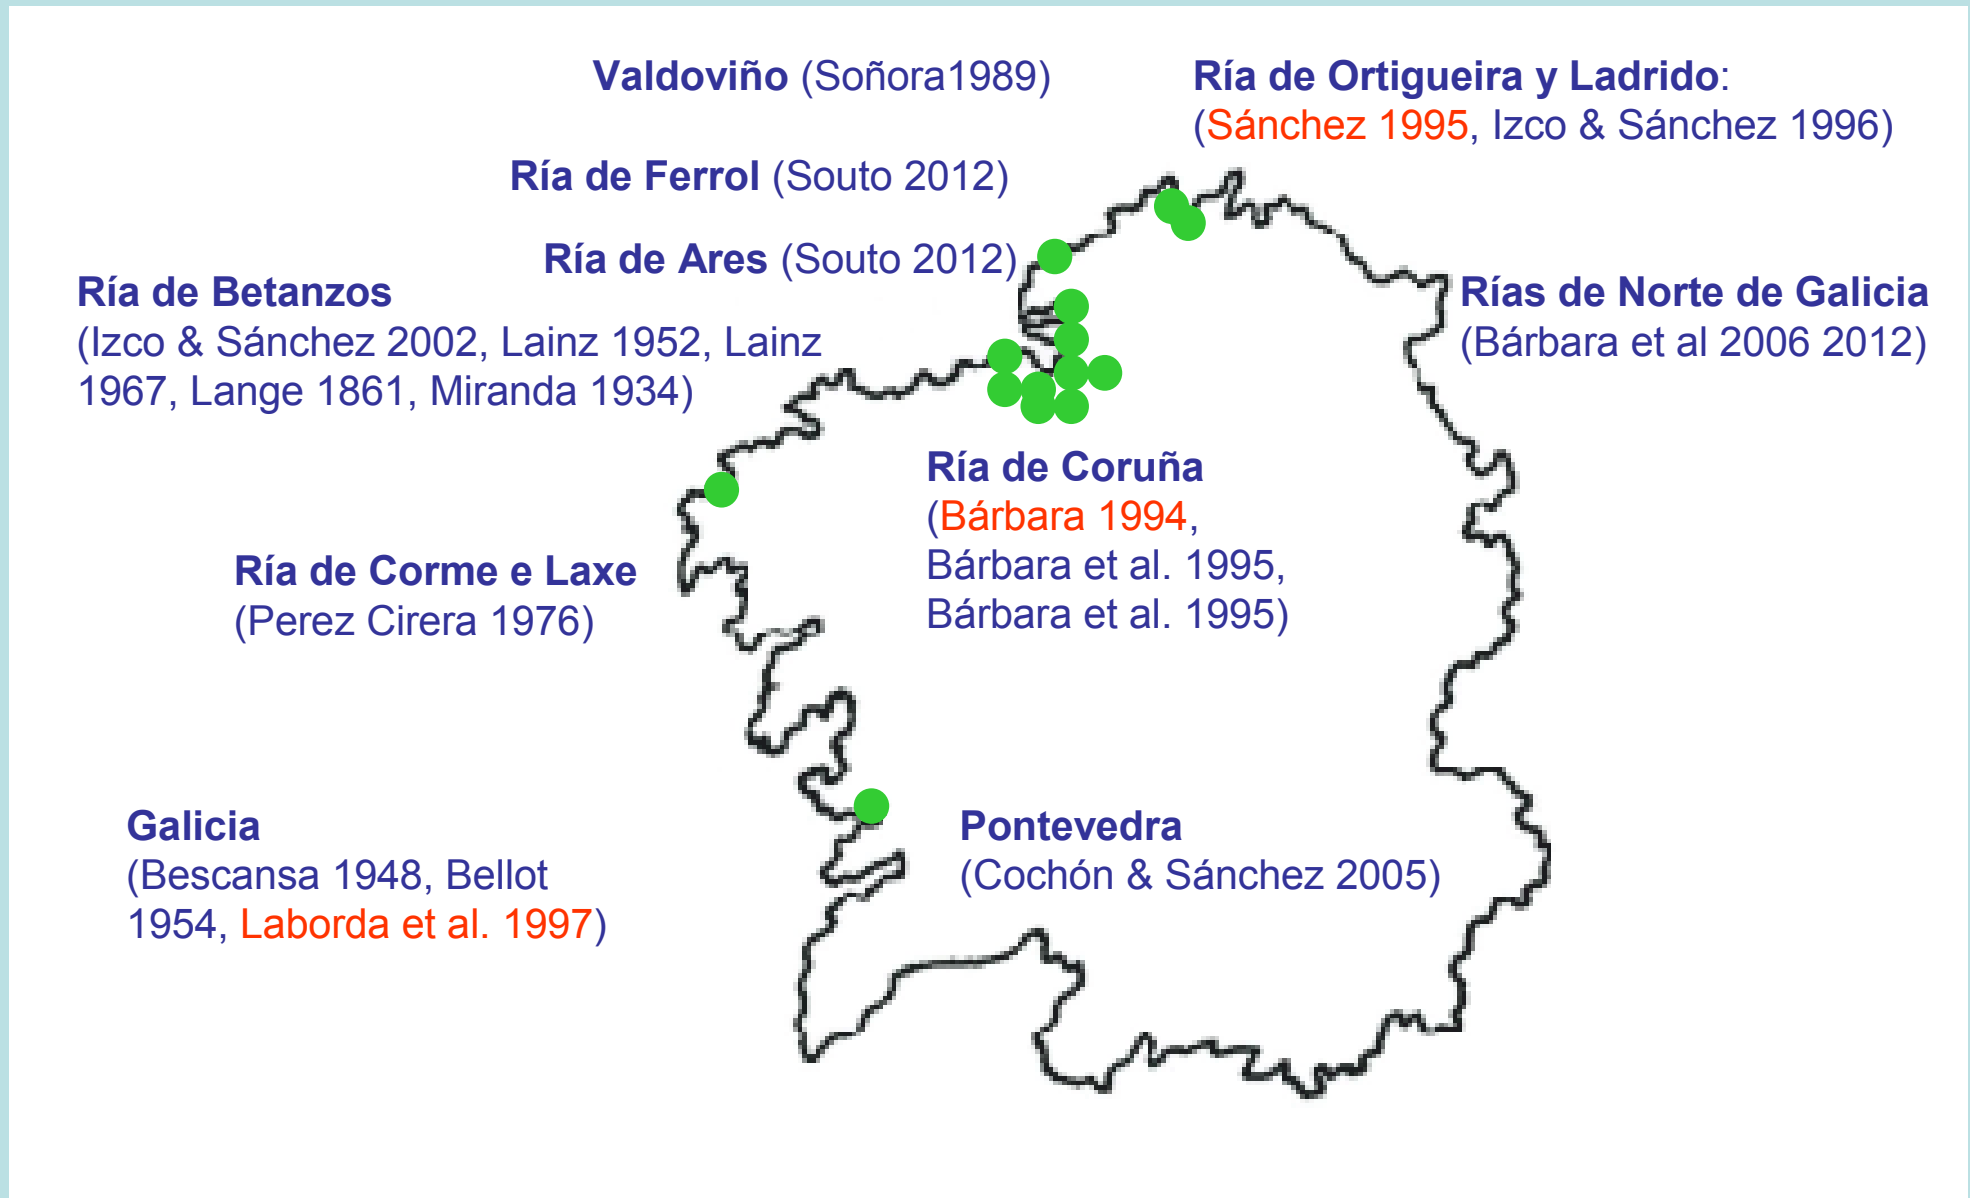 Valdoviño (Soñora1989)
Ría de Ortigueira y Ladrido:
(Sánchez 1995, Izco & Sánchez 1996)
Ría de Ferrol (Souto 2012)
Ría de Ares (Souto 2012)
Ría de Betanzos
(Izco & Sánchez 2002, Lainz 1952, Lainz
1967, Lange 1861, Miranda 1934)
Rías de Norte de Galicia
(Bárbara et al 2006 2012)
Ría de Coruña
(Bárbara 1994,
Bárbara et al. 1995,
Bárbara et al. 1995)
Ría de Corme e Laxe
(Perez Cirera 1976)
Galicia
(Bescansa 1948, Bellot
1954, Laborda et al. 1997)
Pontevedra
(Cochón & Sánchez 2005)